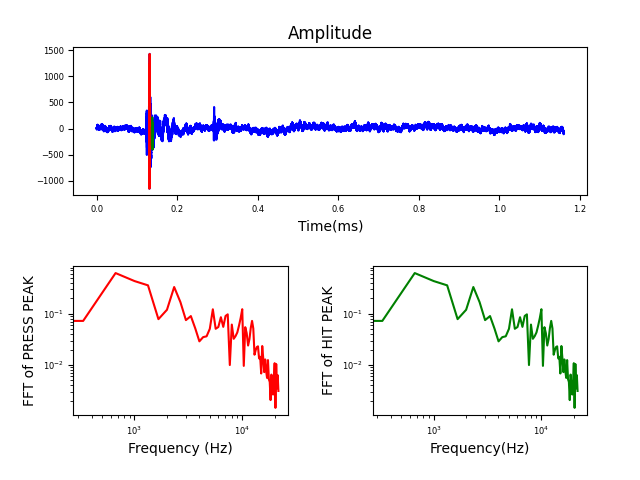 Amplitude
1500
1000
500
0
−500
−1000
0.0 0.2 0.4 0.6 0.8 1.0 1.2
Time(ms)
FFT of PRESS PEAK
10⁻¹
10⁻²
10³ 10⁴
Frequency (Hz)
FFT of HIT PEAK
10⁻¹
10⁻²
10³ 10⁴
Frequency(Hz)